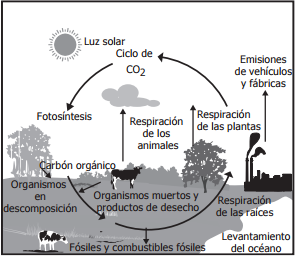 Luz solar
Ciclo de
CO2
Emisiones
de vehículos
y fábricas
Fotosíntesis
Respiración
de los
animales
Respiración
de las plantas
Carbón orgánico
Organismos
en
descomposición
Organismos muertos y
productos de desecho
Respiración
de las raíces
Fósiles y combustibles fósiles
Levantamiento
del océano